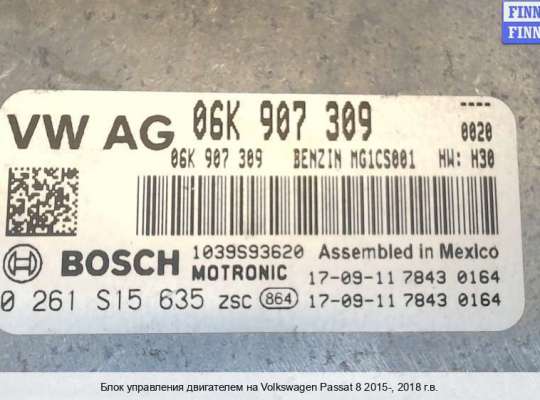 FINN
FINN
VW AG 06K 907 309 0020
06K 907 309 BENZIN MG1CS001 HW: H30
BOSCH 1039S93620 Assembled in Mexico
MOTRONIC 17-09-11 7843 0164
0 261 S15 635 ZSC 864 17-09-11 7843 0164
Блок управления двигателем на Volkswagen Passat 8 2015-, 2018 г.в.